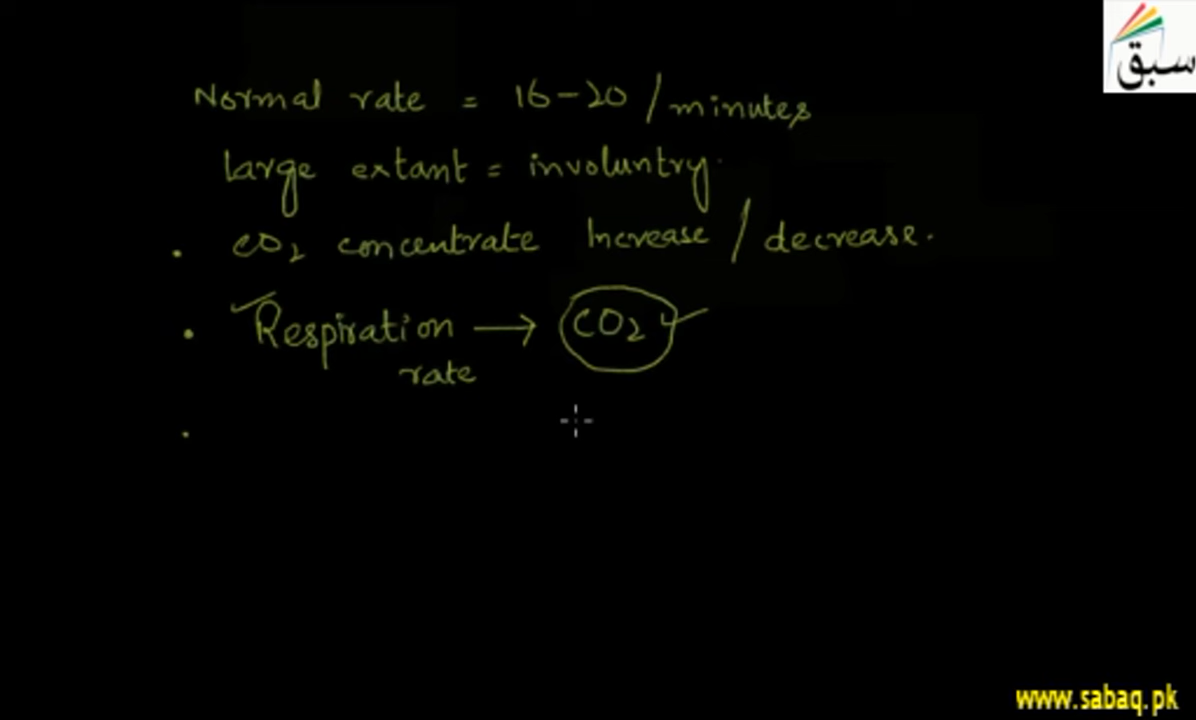 سبق
Normal rate = 16-20 / minutes
Large extant = involuntry.
. CO2 concentrate Increase / decrease.
. Respiration → CO2
rate
.
www.sabaq.pk